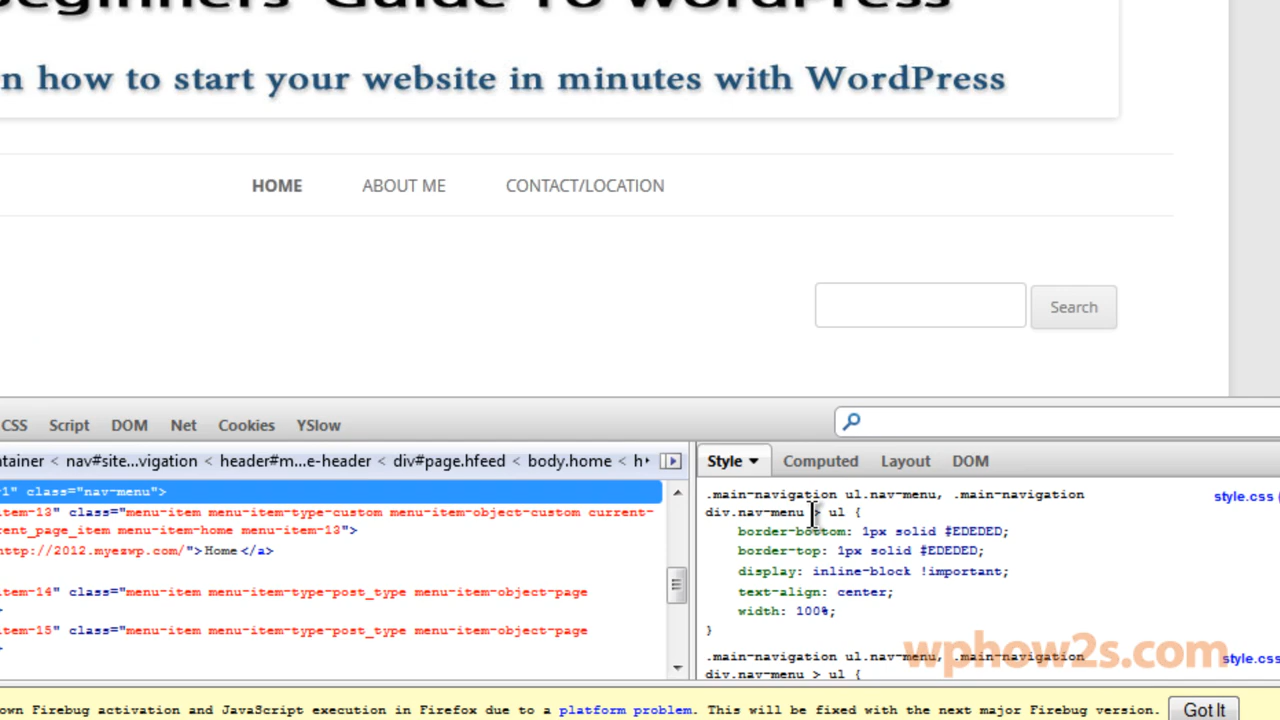 Beginners' Guide To WordPress
n how to start your website in minutes with WordPress
HOME ABOUT ME CONTACT/LOCATION
Search
CSS Script DOM Net Cookies YSlow
ntainer < nav#site...vigation < header#m...e-header < div#page.hfeed < body.home < h
Style Computed Layout DOM
-1" class="nav-menu">
item-13" class="menu-item menu-item-type-custom menu-item-object-custom current-
rent_page_item menu-item-home menu-item-13">
http://2012.myezwp.com/">Home</a>
item-14" class="menu-item menu-item-type-post_type menu-item-object-page
item-15" class="menu-item menu-item-type-post_type menu-item-object-page
.main-navigation ul.nav-menu, .main-navigation style.css (
div.nav-menu > ul {
border-bottom: 1px solid #EDEDED;
border-top: 1px solid #EDEDED;
display: inline-block !important;
text-align: center;
width: 100%;
}
.main-navigation ul.nav-menu, .main-navigation style.css
div.nav-menu > ul {
wphow2s.com
own Firebug activation and JavaScript execution in Firefox due to a platform problem. This will be fixed with the next major Firebug version. Got It